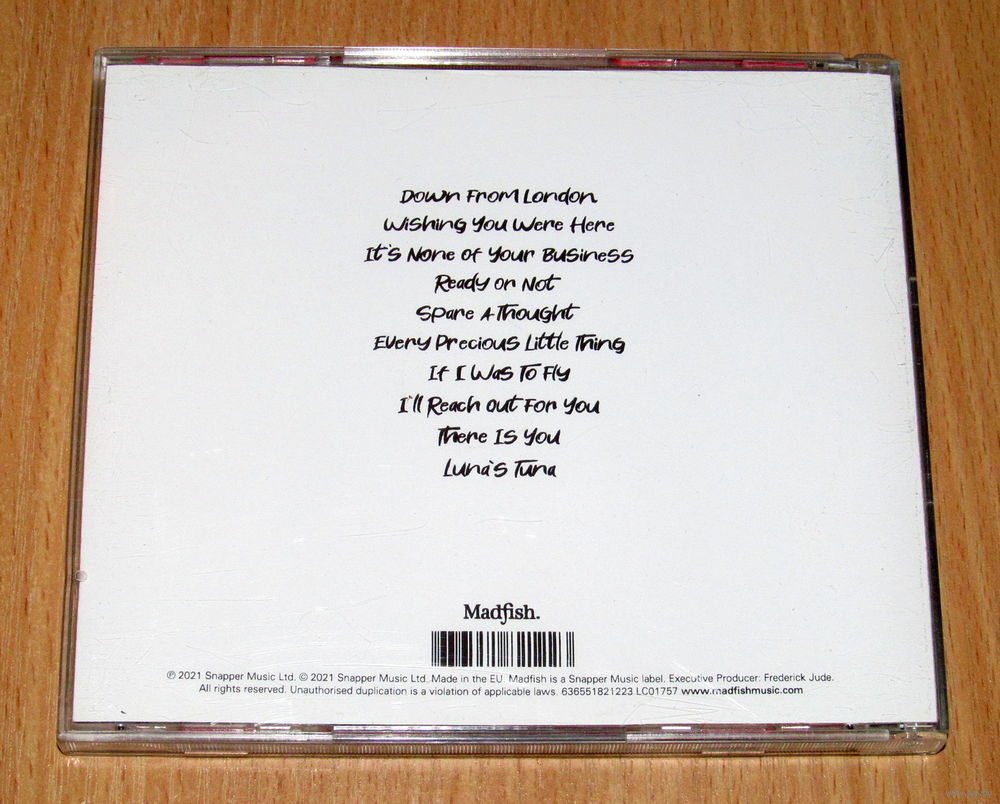 Down From London
Wishing You Were Here
It's None of Your Business
Ready or Not
Spare A Thought
Every Precious Little Thing
If I Was To Fly
I'll Reach Out For You
There Is You
Luna's Tuna
Madfish.
℗ 2021 Snapper Music Ltd. © 2021 Snapper Music Ltd. Made in the EU. Madfish is a Snapper Music label. Executive Producer: Frederick Jude.
All rights reserved. Unauthorised duplication is a violation of applicable laws. 636551821223 LC01757 www.madfishmusic.com